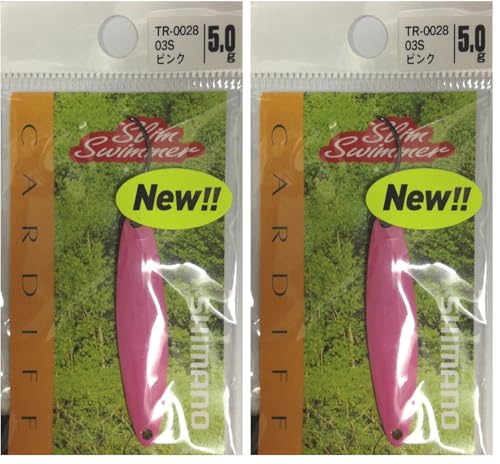 TR-0028
03S
ピンク
5.0g
Slim
Swimmer
New!!
CARDIFF
SHIMANO
TR-0028
03S
ピンク
5.0g
Slim
Swimmer
New!!
CARDIFF
SHIMANO